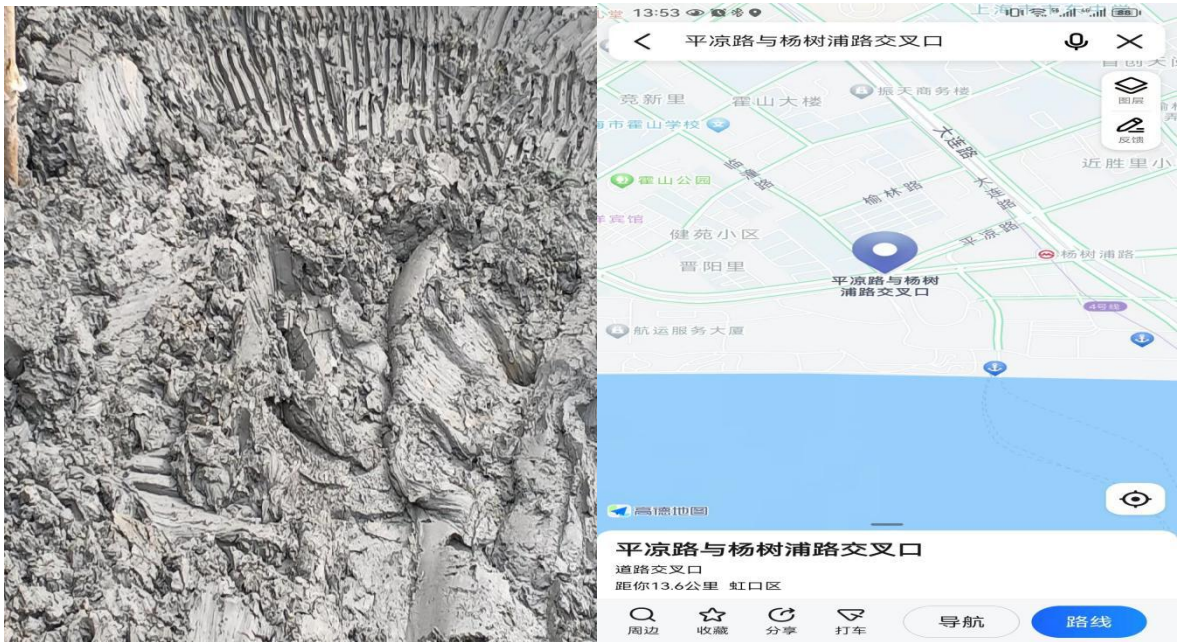 13:53
平凉路与杨树浦路交叉口
图层
反馈
竞新里
霍山大楼
振天商务楼
市霍山学校
大连路
近胜里小
临潼路
霍山公园
榆林路
大连路
宾馆
健苑小区
平凉路
杨树浦路
晋阳里
平凉路与杨树
浦路交叉口
4号线
航运服务大厦
高德地图
平凉路与杨树浦路交叉口
道路交叉口
距你13.6公里 虹口区
周边
收藏
分享
打车
导航
路线